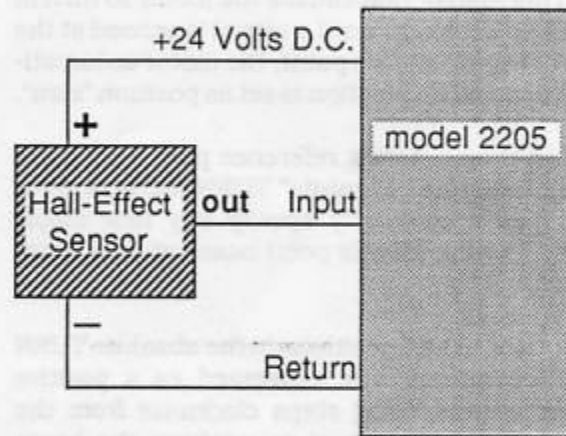 +24 Volts D.C.
+
model 2205
Hall-Effect
Sensor
out
Input
−
Return